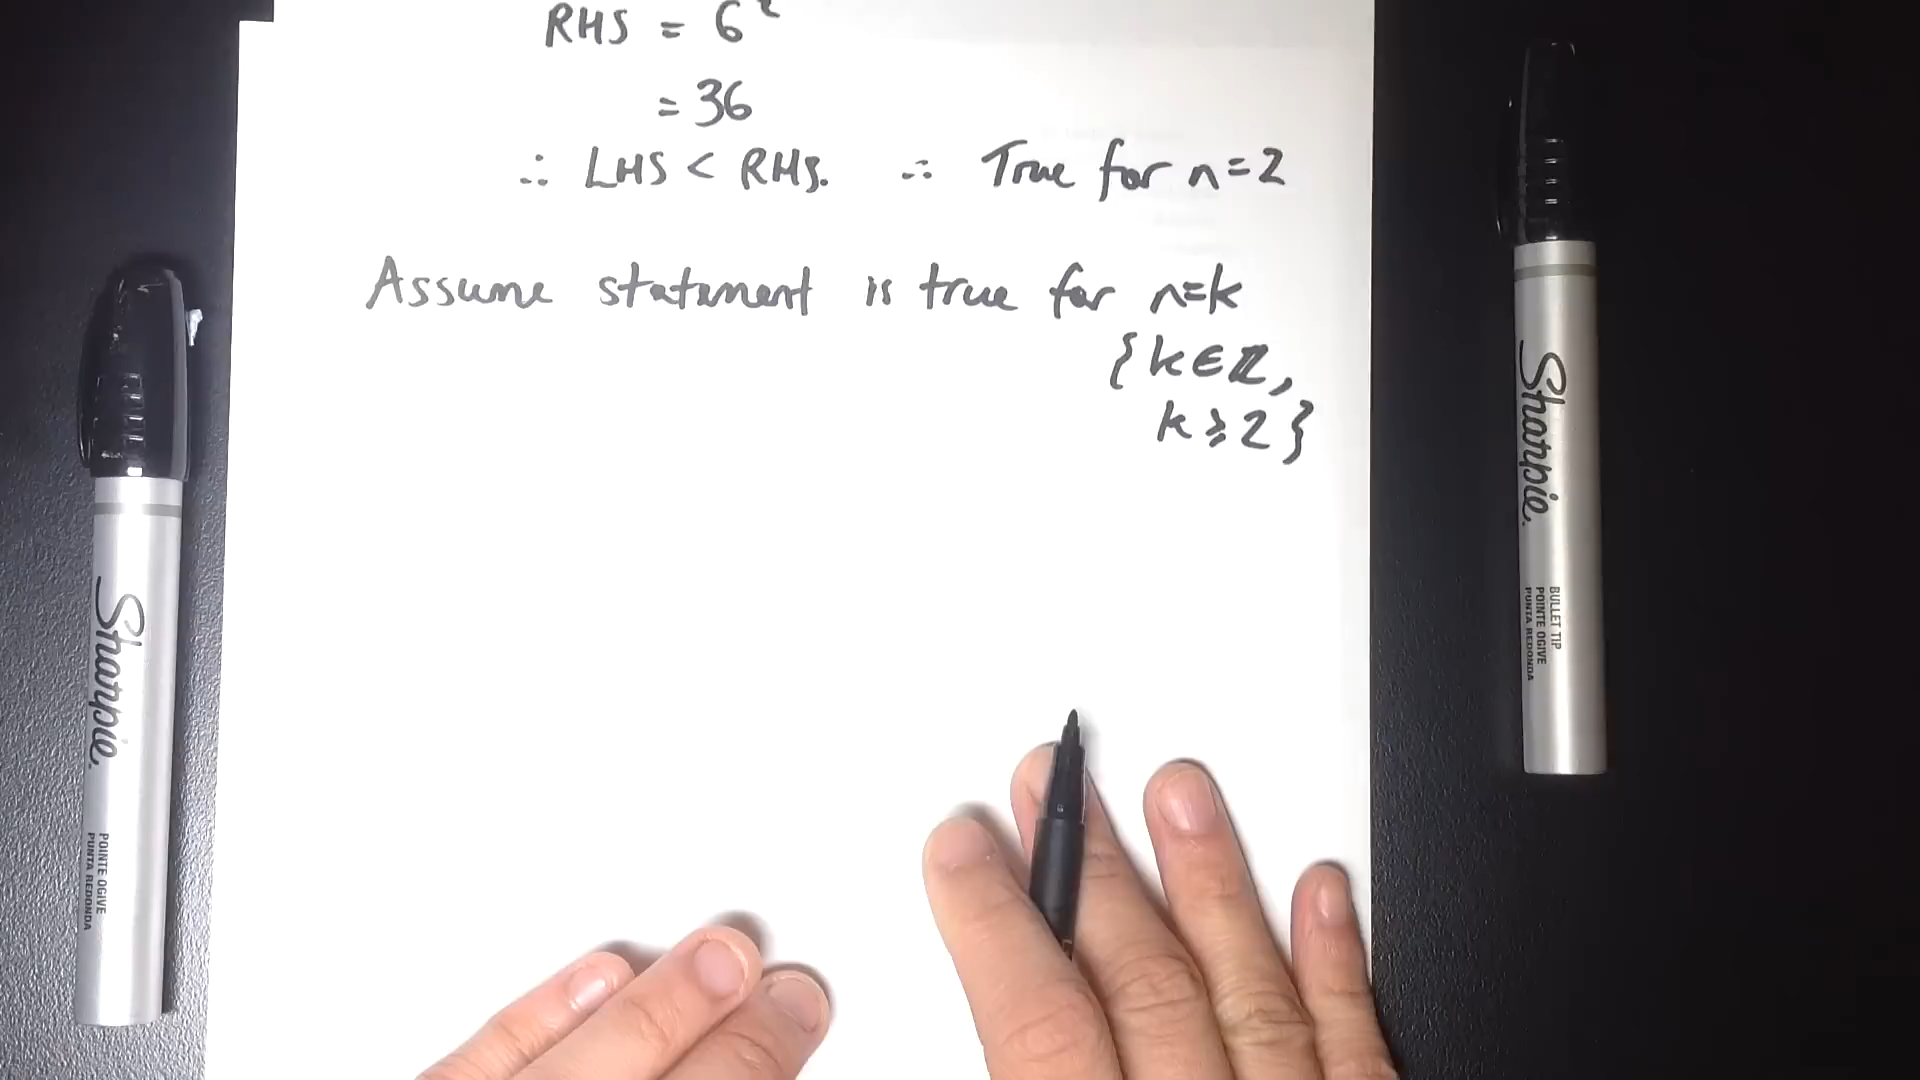 RHS = 6²
= 36
∴ LHS < RHS. ∴ True for n=2
Assume statement is true for n=k
{k∈ℤ,
k⩾2}
Sharpie.
POINTE OGIVE
PUNTA REDONDA
Sharpie.
BULLET TIP
POINTE OGIVE
PUNTA REDONDA